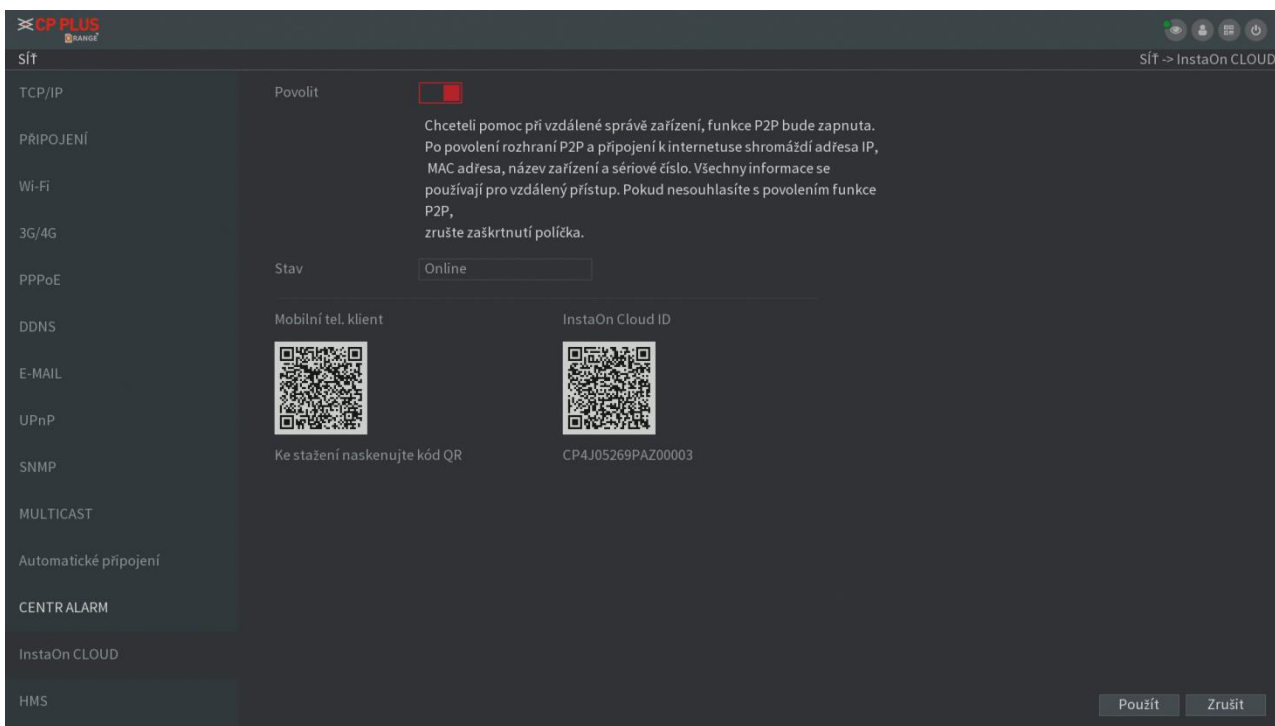 CP PLUS
ORANGE
SÍŤ
SÍŤ -> InstaOn CLOUD
TCP/IP
PŘIPOJENÍ
Wi-Fi
3G/4G
PPPoE
DDNS
E-MAIL
UPnP
SNMP
MULTICAST
Automatické připojení
CENTR ALARM
InstaOn CLOUD
HMS
Povolit
Chceteli pomoc při vzdálené správě zařízení, funkce P2P bude zapnuta.
Po povolení rozhraní P2P a připojení k internetuse shromáždí adresa IP,
MAC adresa, název zařízení a sériové číslo. Všechny informace se
používají pro vzdálený přístup. Pokud nesouhlasíte s povolením funkce
P2P,
zrušte zaškrtnutí políčka.
Stav
Online
Mobilní tel. klient
InstaOn Cloud ID
Ke stažení naskenujte kód QR
CP4J05269PAZ00003
Použít
Zrušit